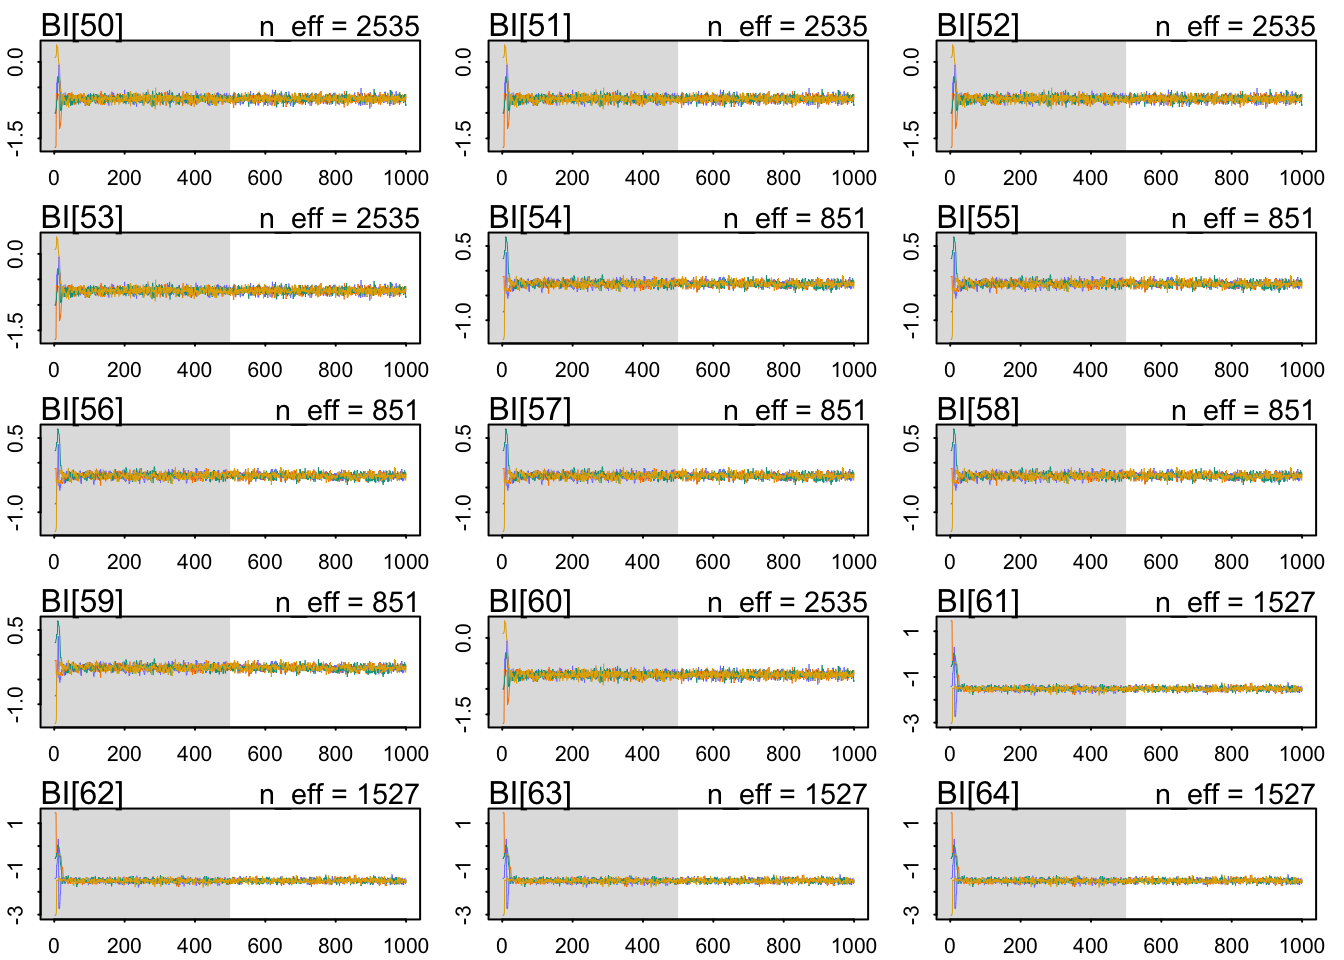 BI[50] n_eff = 2535 BI[51] n_eff = 2535 BI[52] n_eff = 2535
0.0 0.0 0.0
-1.5 -1.5 -1.5
0 200 400 600 800 1000 0 200 400 600 800 1000 0 200 400 600 800 1000
BI[53] n_eff = 2535 BI[54] n_eff = 851 BI[55] n_eff = 851
0.0 0.5 0.5
-1.5 -1.0 -1.0
0 200 400 600 800 1000 0 200 400 600 800 1000 0 200 400 600 800 1000
BI[56] n_eff = 851 BI[57] n_eff = 851 BI[58] n_eff = 851
0.5 0.5 0.5
-1.0 -1.0 -1.0
0 200 400 600 800 1000 0 200 400 600 800 1000 0 200 400 600 800 1000
BI[59] n_eff = 851 BI[60] n_eff = 2535 BI[61] n_eff = 1527
0.5 0.0 1
-1
-1.0 -1.5 -3
0 200 400 600 800 1000 0 200 400 600 800 1000 0 200 400 600 800 1000
BI[62] n_eff = 1527 BI[63] n_eff = 1527 BI[64] n_eff = 1527
1 1 1
-1 -1 -1
-3 -3 -3
0 200 400 600 800 1000 0 200 400 600 800 1000 0 200 400 600 800 1000